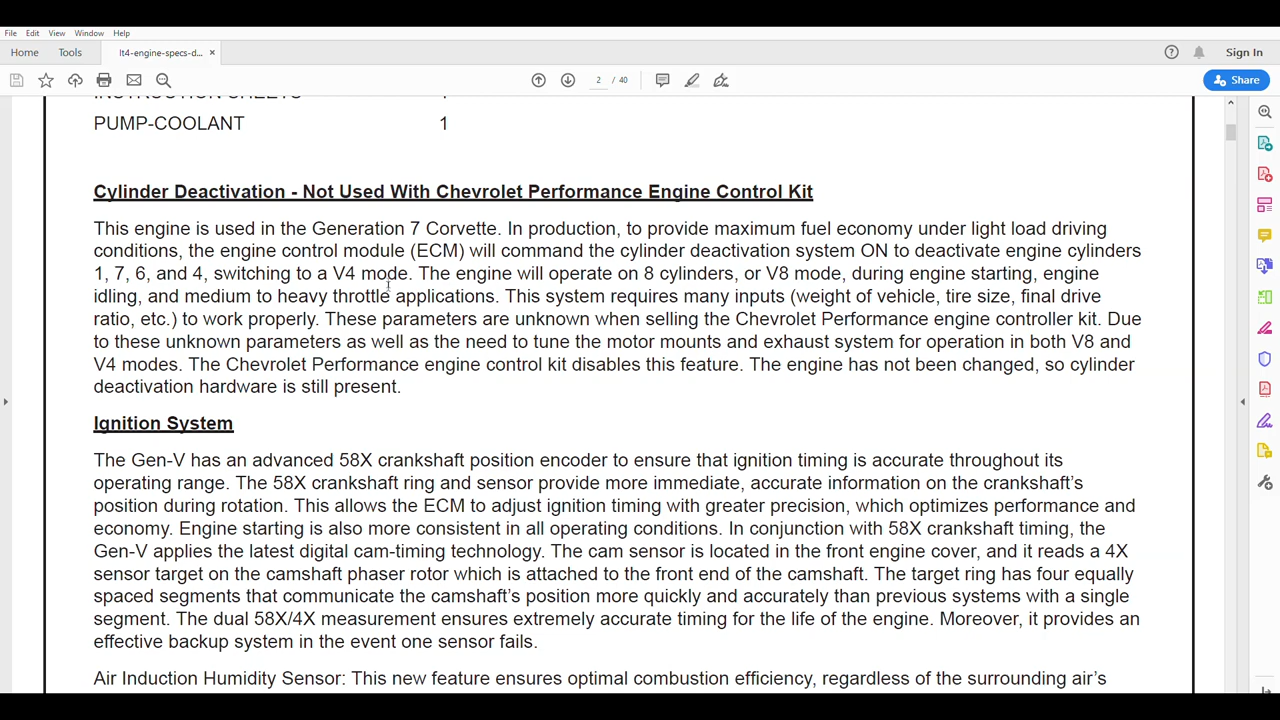 File Edit View Window Help
Home Tools lt4-engine-specs-d... × Sign In
2 / 40 Share
INSTRUCTION SHEETS 1
PUMP-COOLANT 1
Cylinder Deactivation - Not Used With Chevrolet Performance Engine Control Kit
This engine is used in the Generation 7 Corvette. In production, to provide maximum fuel economy under light load driving
conditions, the engine control module (ECM) will command the cylinder deactivation system ON to deactivate engine cylinders
1, 7, 6, and 4, switching to a V4 mode. The engine will operate on 8 cylinders, or V8 mode, during engine starting, engine
idling, and medium to heavy throttle applications. This system requires many inputs (weight of vehicle, tire size, final drive
ratio, etc.) to work properly. These parameters are unknown when selling the Chevrolet Performance engine controller kit. Due
to these unknown parameters as well as the need to tune the motor mounts and exhaust system for operation in both V8 and
V4 modes. The Chevrolet Performance engine control kit disables this feature. The engine has not been changed, so cylinder
deactivation hardware is still present.
Ignition System
The Gen-V has an advanced 58X crankshaft position enoder to ensure that ignition timing is accurate throughout its
operating range. The 58X crankshaft ring and sensor provide more immediate, accurate information on the crankshaft's
position during rotation. This allows the ECM to adjust ignition timing with greater precision, which optimizes performance and
economy. Engine starting is also more consistent in all operating conditions. In conjunction with 58X crankshaft timing, the
Gen-V applies the latest digital cam-timing technology. The cam sensor is located in the front engine cover, and it reads a 4X
sensor target on the camshaft phaser rotor which is attached to the front end of the camshaft. The target ring has four equally
spaced segments that communicate the camshaft's position more quickly and accurately than previous systems with a single
segment. The dual 58X/4X measurement ensures extremely accurate timing for the life of the engine. Moreover, it provides an
effective backup system in the event one sensor fails.
Air Induction Humidity Sensor: This new feature ensures optimal combustion efficiency, regardless of the surrounding air's